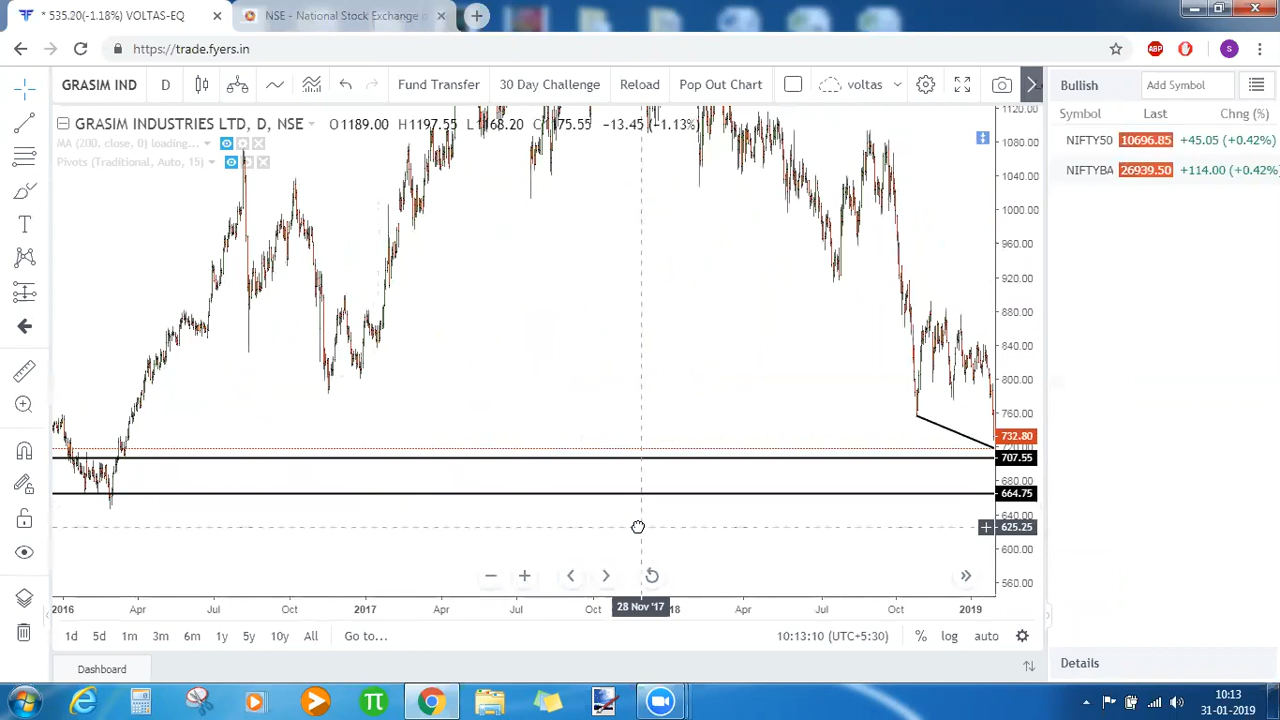 * 535.20(-1.18%) VOLTAS-EQ
NSE - National Stock Exchange o
https://trade.fyers.in
ABP
S
GRASIM IND D Fund Transfer 30 Day Challenge Reload Pop Out Chart voltas
Bullish Add Symbol
Symbol Last Chng (%)
NIFTY50 10696.85 +45.05 (+0.42%)
NIFTYBA 26939.50 +114.00 (+0.42%
GRASIM INDUSTRIES LTD, D, NSE O1189.00 H1197.55 C 75.55 -13.45 (-1.13%)
MA (200, close, 0) loading...
Pivots (Traditional, Auto, 15)
1120.00
1080.00
1040.00
1000.00
960.00
920.00
880.00
840.00
800.00
760.00
732.80
707.55
680.00
664.75
640.00
625.25
600.00
560.00
2016 Apr Jul Oct 2017 Apr Jul Oct 28 Nov '17 18 Apr Jul Oct 2019
1d 5d 1m 3m 6m 1y 5y 10y All Go to... 10:13:10 (UTC+5:30) % log auto
Dashboard
Details
10:13
31-01-2019